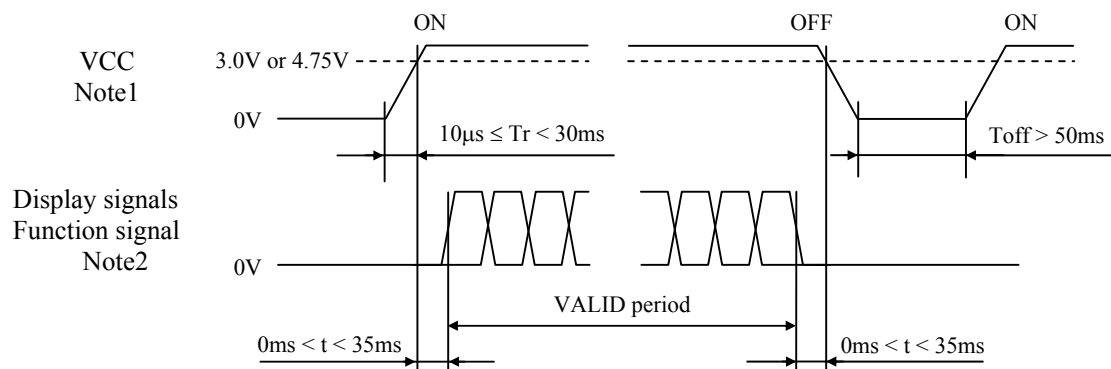 ON
OFF
ON
VCC
Note1
3.0V or 4.75V
0V
10μs ≤ Tr < 30ms
Toff > 50ms
Display signals
Function signal
Note2
0V
VALID period
0ms < t < 35ms
0ms < t < 35ms